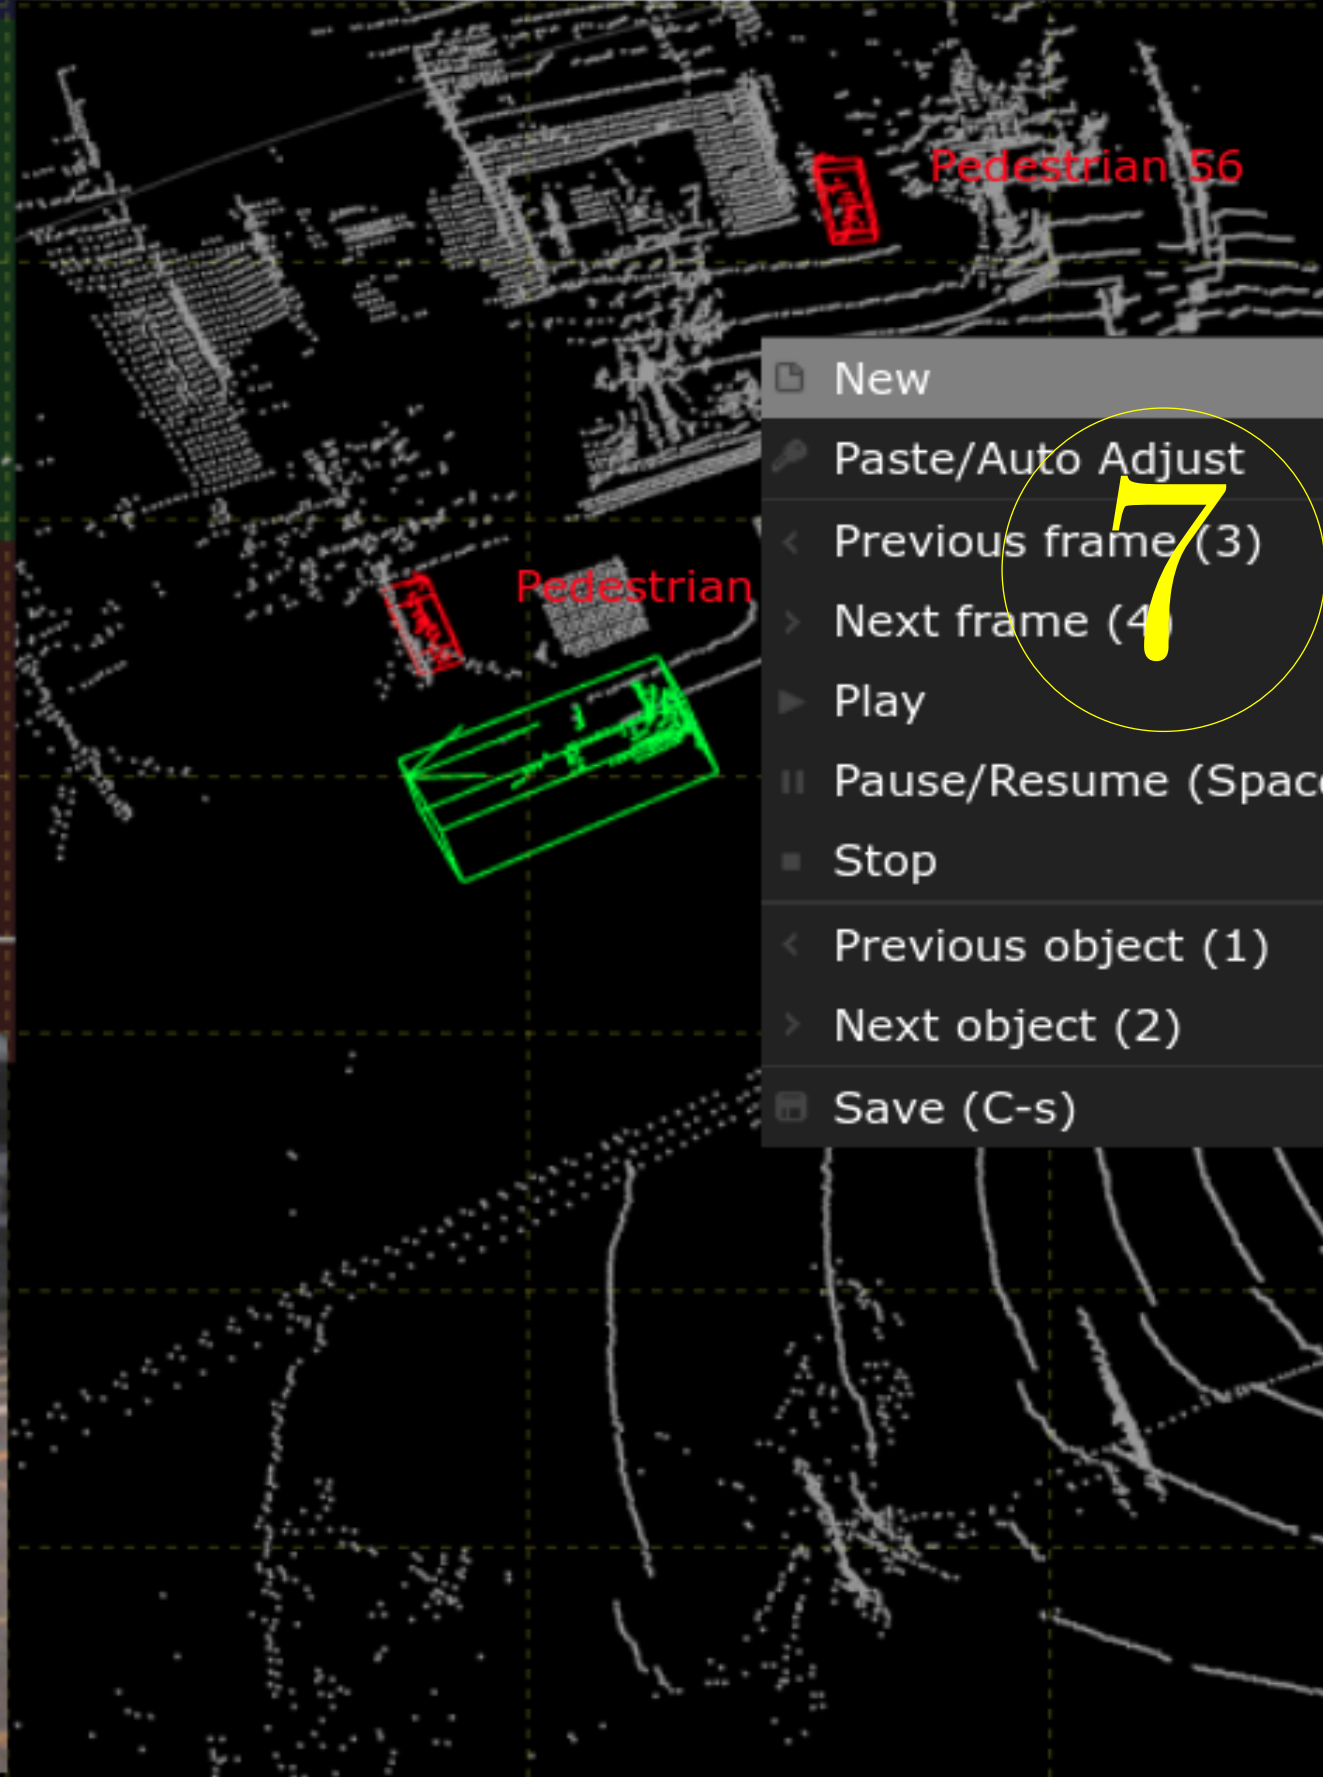 Pedestrian 56
New
Paste/Auto Adjust
Previous frame (3)
Pedestrian
Next frame (4)
7
Play
Pause/Resume (Space
Stop
Previous object (1)
Next object (2)
Save (C-s)